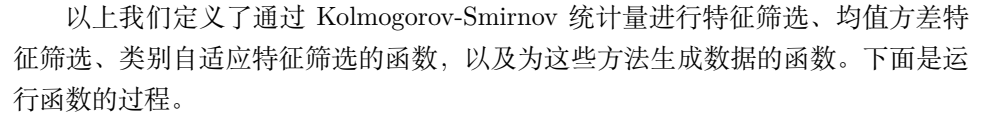 以上我们定义了通过 Kolmogorov-Smirnov 统计量进行特征筛选、均值方差特
征筛选、类别自适应特征筛选的函数，以及为这些方法生成数据的函数。下面是运
行函数的过程。